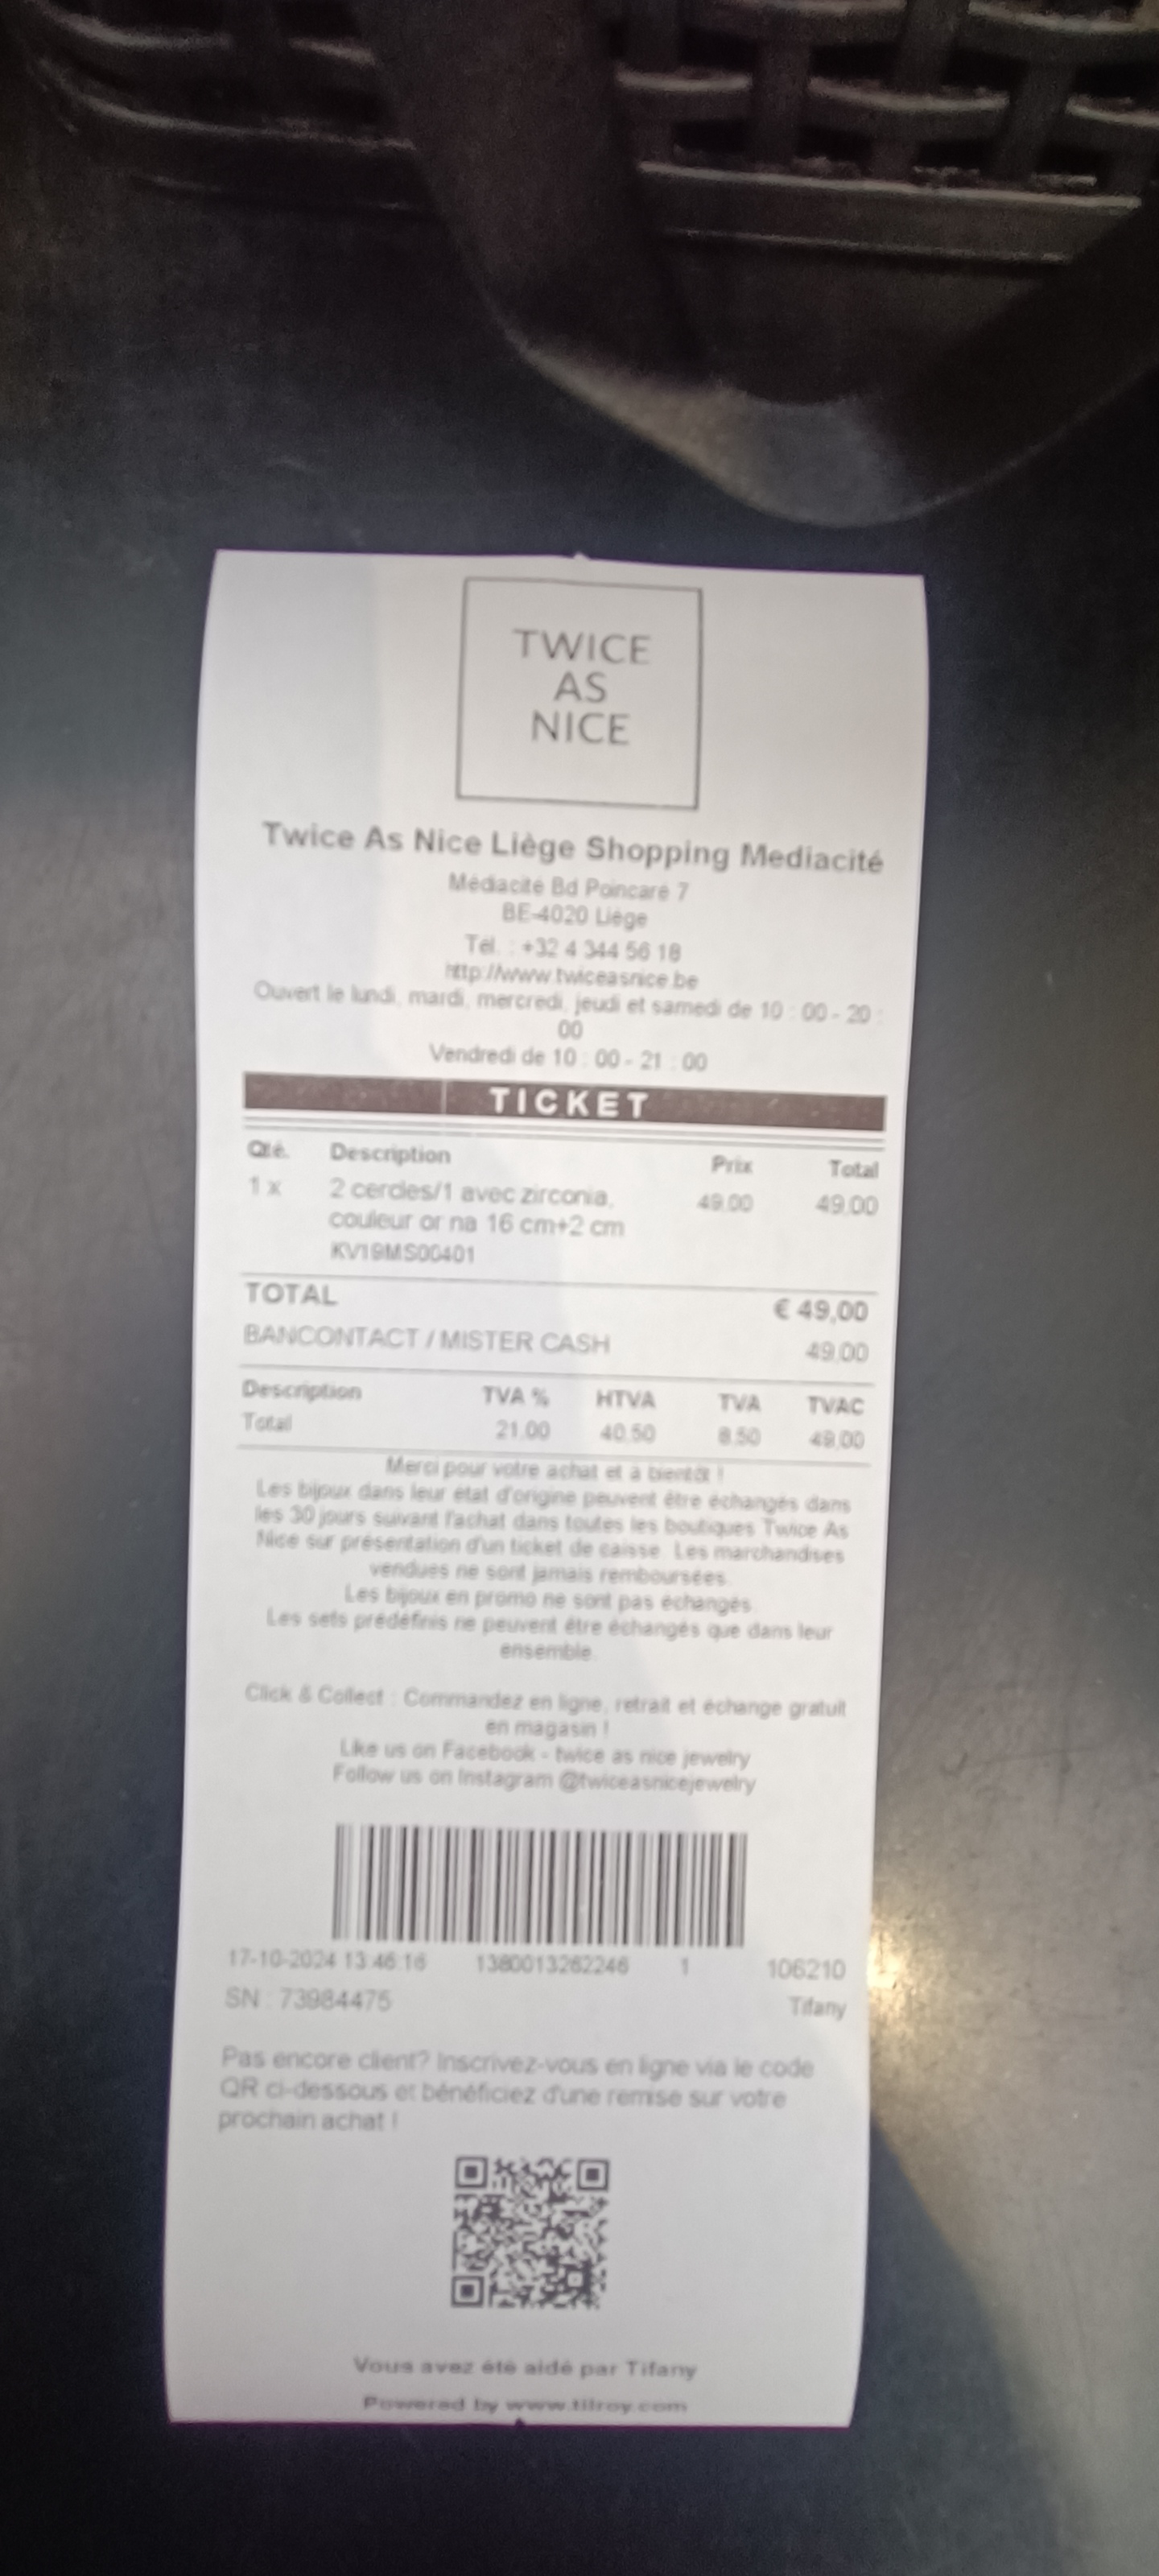 TWICE
AS
NICE
Twice As Nice Liège Shopping Mediacité
Médiacité Bd Poincaré 7
BE-4020 Liège
Tél. : +32 4 344 56 18
http://www.twiceasnice.be
Ouvert le lundi, mardi, mercredi, jeudi et samedi de 10 : 00 - 20 :
00
Vendredi de 10 : 00 - 21 : 00
TICKET
Qté. Description Prix Total
1 x 2 cercles/1 avec zirconia, 49,00 49,00
couleur or na 16 cm+2 cm
KV19MS00401
TOTAL € 49,00
BANCONTACT / MISTER CASH 49,00
Description TVA % HTVA TVA TVAC
Total 21,00 40,50 8,50 49,00
Merci pour votre achat et à bientôt !
Les bijoux dans leur état d'origine peuvent être échangés dans
les 30 jours suivant l'achat dans toutes les boutiques Twice As
Nice sur présentation d'un ticket de caisse. Les marchandises
vendues ne sont jamais remboursées.
Les bijoux en promo ne sont pas échangés.
Les sets prédéfinis ne peuvent être échangés que dans leur
ensemble.
Click & Collect : Commandez en ligne, retrait et échange gratuit
en magasin !
Like us on Facebook - twice as nice jewelry
Follow us on Instagram @twiceasnicejewelry
17-10-2024 13:46:16 1380013262246 1 106210
SN : 73984475 Tifany
Pas encore client? Inscrivez-vous en ligne via le code
QR ci-dessous et bénéficiez d'une remise sur votre
prochain achat !
Vous avez été aidé par Tifany
Powered by www.tilroy.com